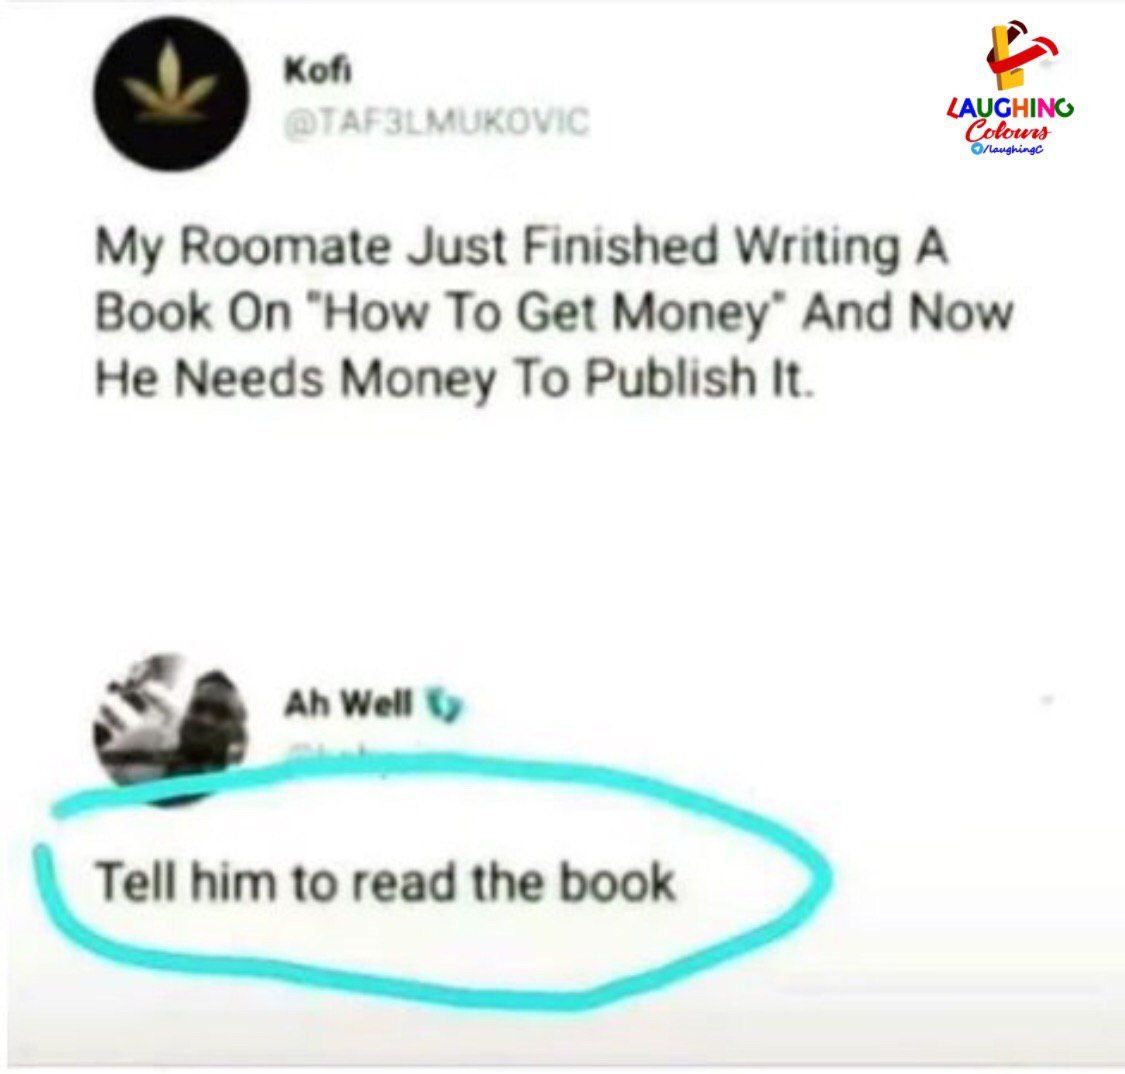 Kofi
@TAF3LMUKOVIC
LAUGHING
Colours
/laughingC
My Roomate Just Finished Writing A
Book On "How To Get Money" And Now
He Needs Money To Publish It.
Ah Well
Tell him to read the book